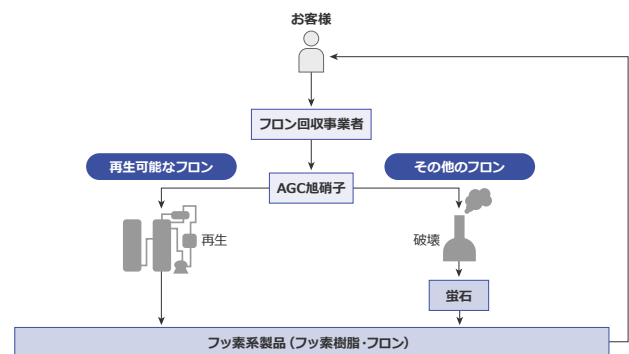 お客様
フロン回収事業者
再生可能なフロン
その他のフロン
AGC旭硝子
再生
破壊
蛍石
フッ素系製品（フッ素樹脂・フロン）